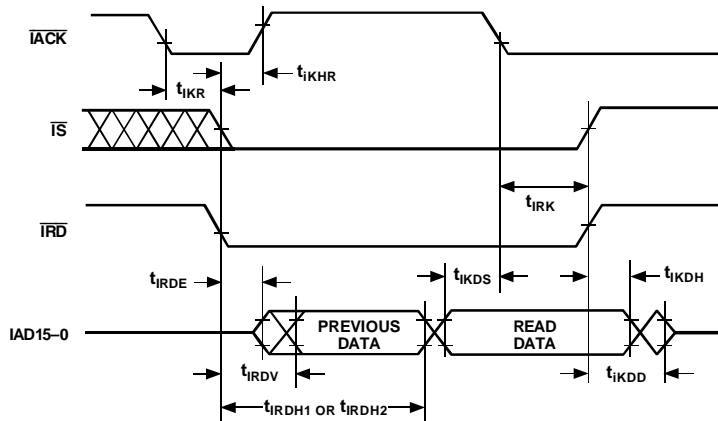 IACK
tIKR
tiKHR
IS
tIRK
IRD
tIRDE
tIKDS
tIKDH
IAD15–0
PREVIOUS
DATA
READ
DATA
tIRDV
tiKDD
tIRDH1 OR tIRDH2